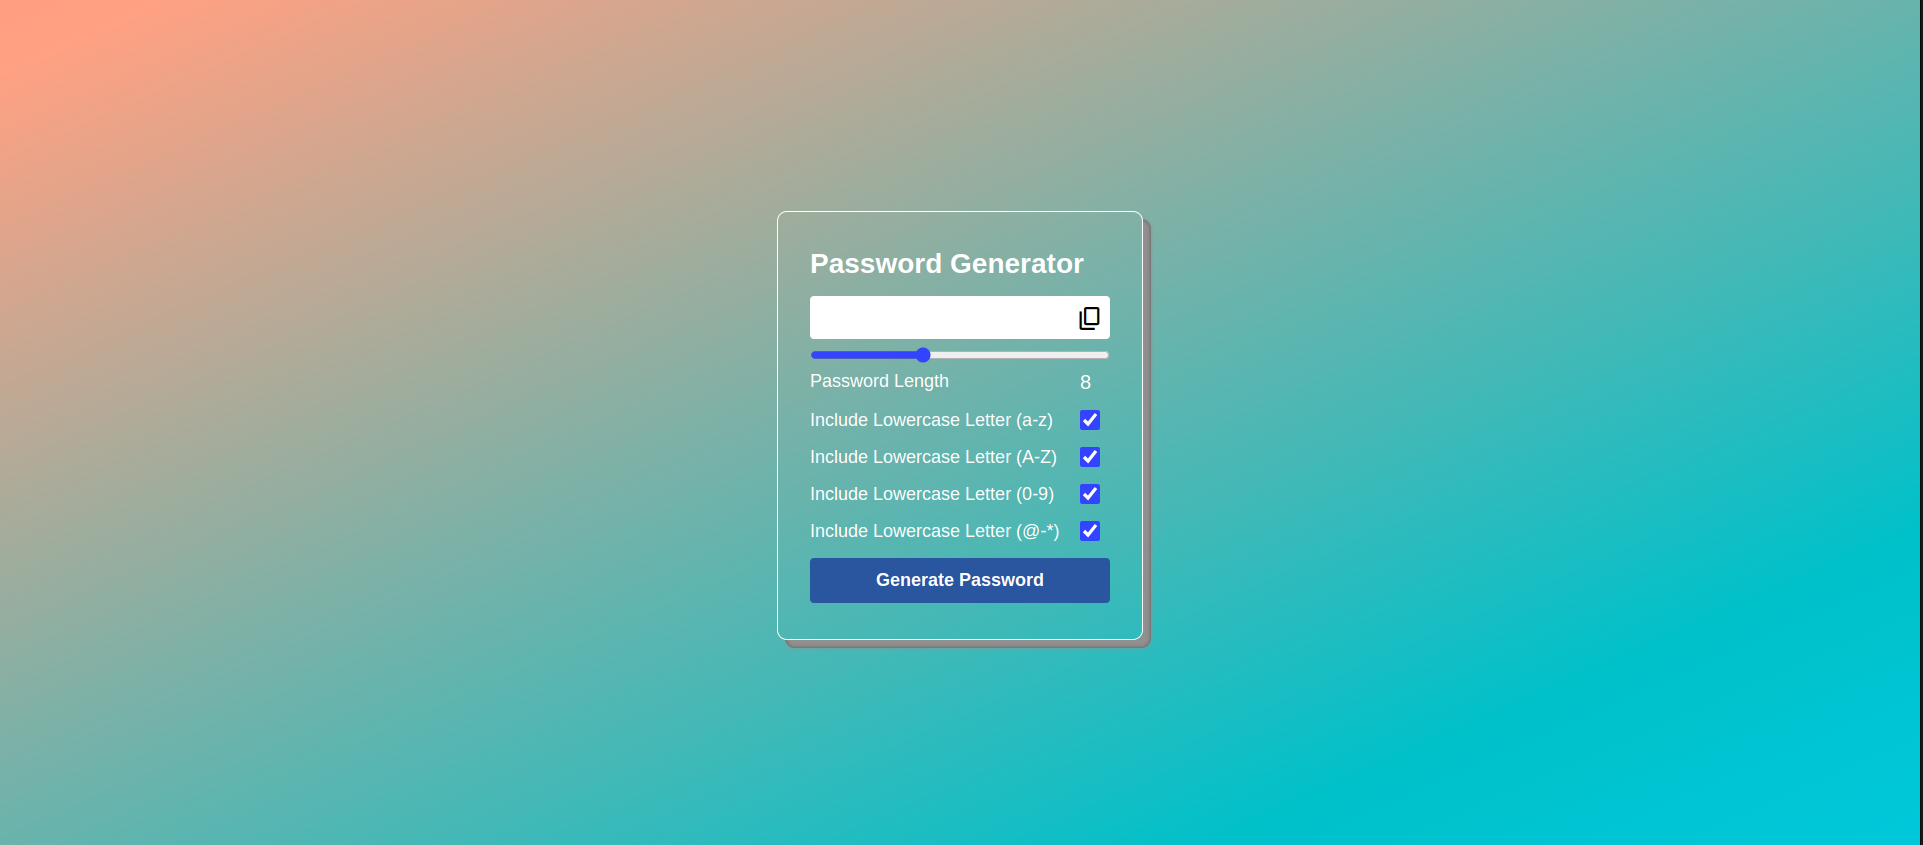 Password Generator
Password Length 8
Include Lowercase Letter (a-z)
Include Lowercase Letter (A-Z)
Include Lowercase Letter (0-9)
Include Lowercase Letter (@-*)
Generate Password